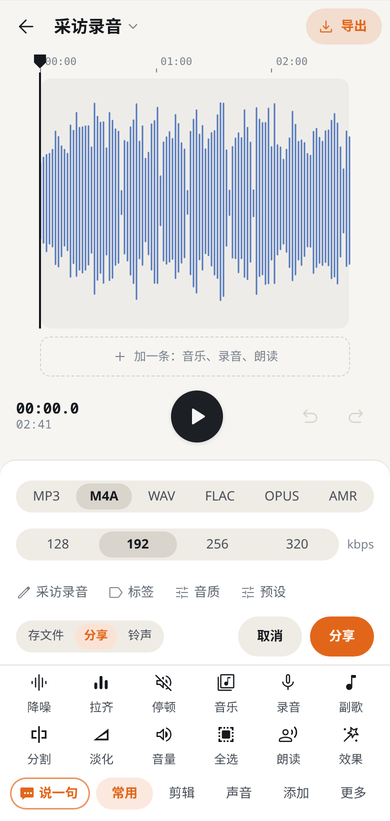 采访录音
导出
00:00
01:00
02:00
+ 加一条：音乐、录音、朗读
00:00.0
02:41
MP3 M4A WAV FLAC OPUS AMR
128 192 256 320 kbps
采访录音 标签 音质 预设
存文件 分享 铃声 取消 分享
降噪 拉齐 停顿 音乐 录音 副歌
分割 淡化 音量 全选 朗读 效果
说一句 常用 剪辑 声音 添加 更多